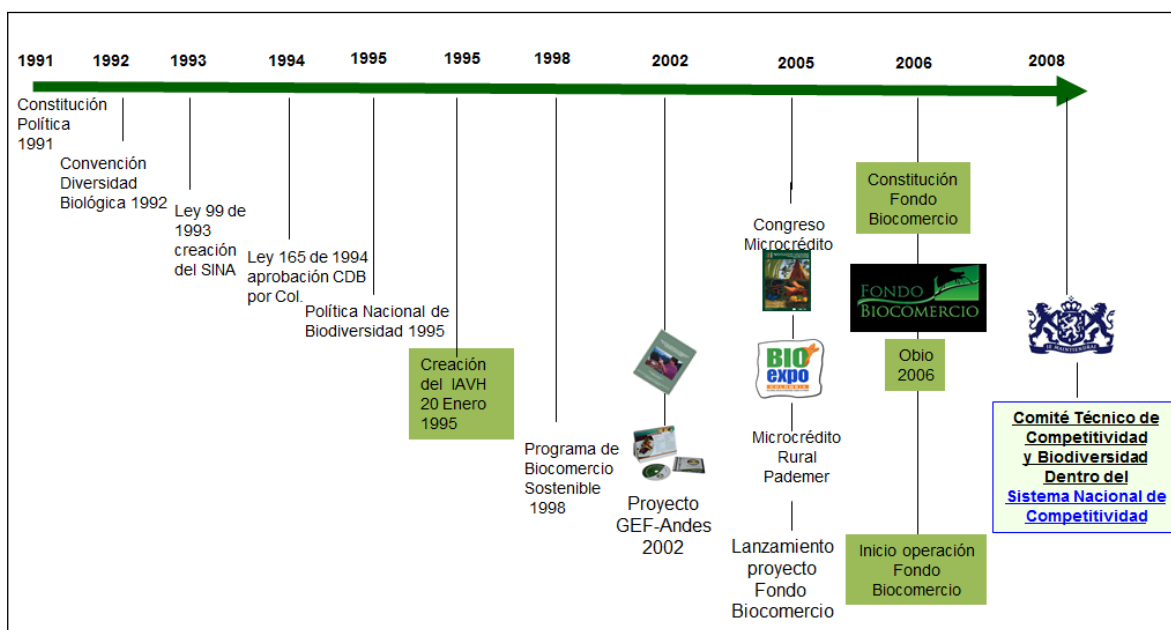 1991 1992 1993 1994 1995 1995 1998 2002 2005 2006 2008
Constitución
Política
1991
Convención
Diversidad
Biológica 1992
Ley 99 de
1993
creación
del SINA
Ley 165 de 1994
aprobación CDB
por Col.
Política Nacional de
Biodiversidad 1995
Creación
del IAVH
20 Enero
1995
Programa de
Biocomercio
Sostenible
1998
Proyecto
GEF-Andes
2002
Congreso
Microcrédito
BIO
expo
COLOMBIA
Microcrédito
Rural
Pademer
Lanzamiento
proyecto
Fondo
Biocomercio
Constitución
Fondo
Biocomercio
FONDO
BIOCOMERCIO
Obio
2006
Inicio operación
Fondo
Biocomercio
JE MAINTIENDRAI
Comité Técnico de
Competitividad
y Biodiversidad
Dentro del
Sistema Nacional de
Competitividad